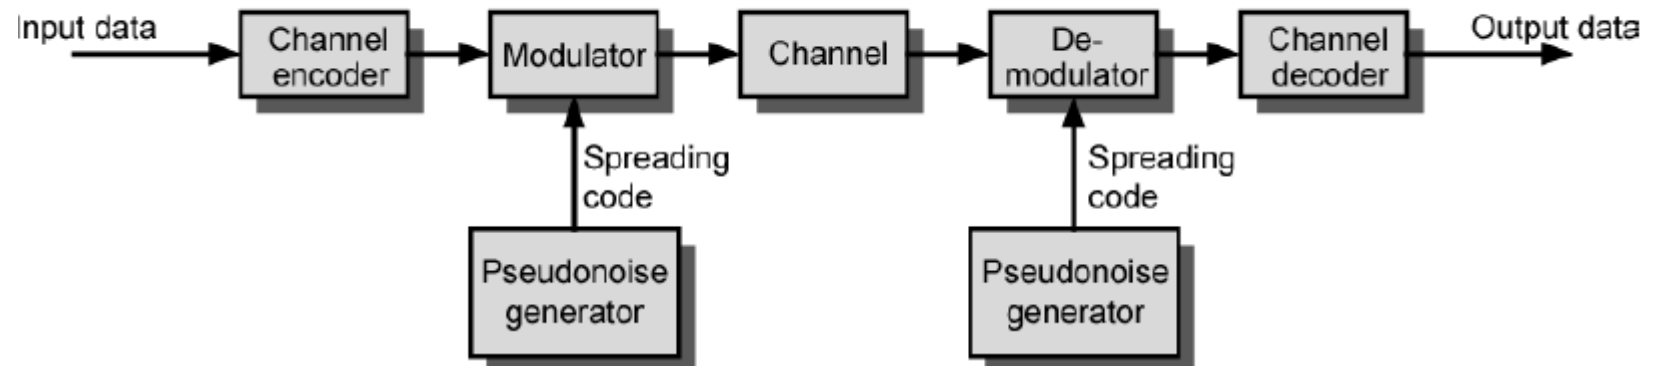 Input data
Channel
encoder
Modulator
Channel
De-
modulator
Channel
decoder
Output data
Spreading
code
Spreading
code
Pseudonoise
generator
Pseudonoise
generator